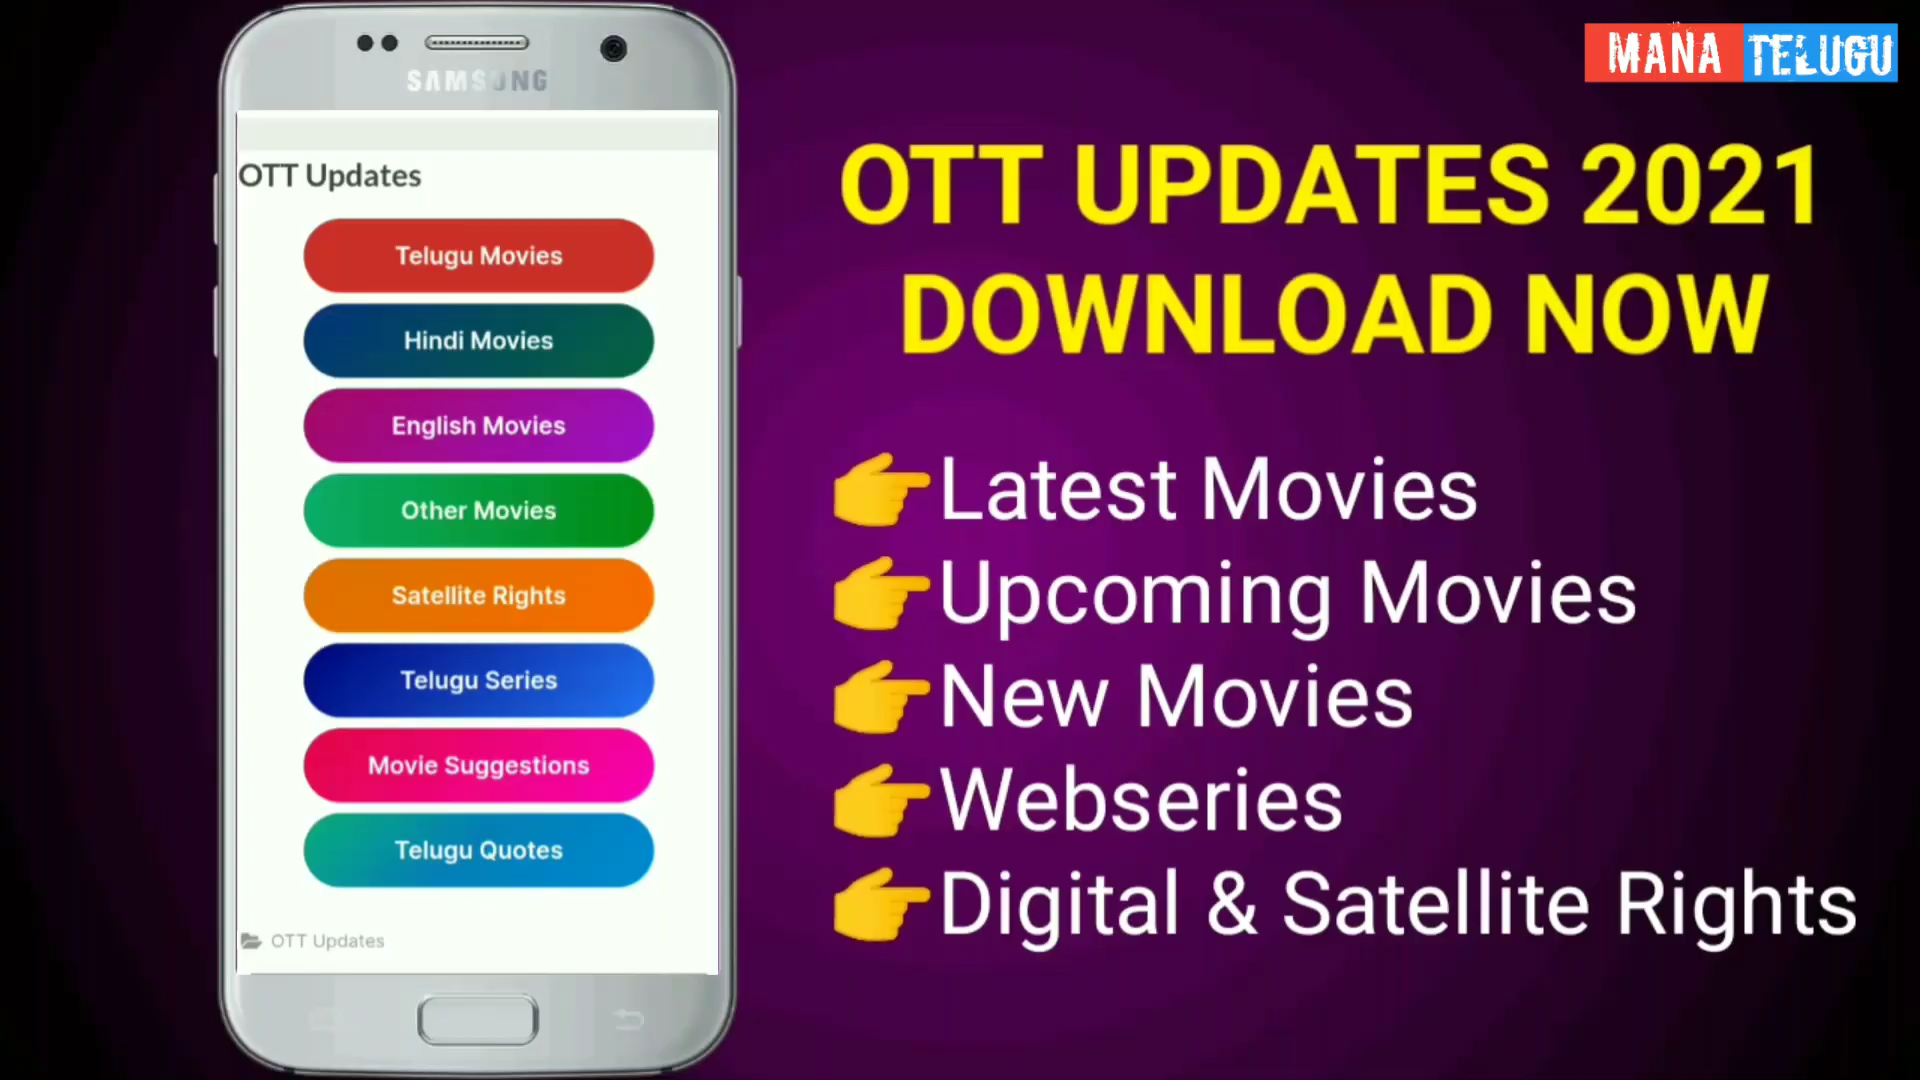 SAMSUNG
OTT Updates
Telugu Movies
Hindi Movies
English Movies
Other Movies
Satellite Rights
Telugu Series
Movie Suggestions
Telugu Quotes
OTT Updates
MANA TELUGU
OTT UPDATES 2021
DOWNLOAD NOW
👉Latest Movies
👉Upcoming Movies
👉New Movies
👉Webseries
👉Digital & Satellite Rights